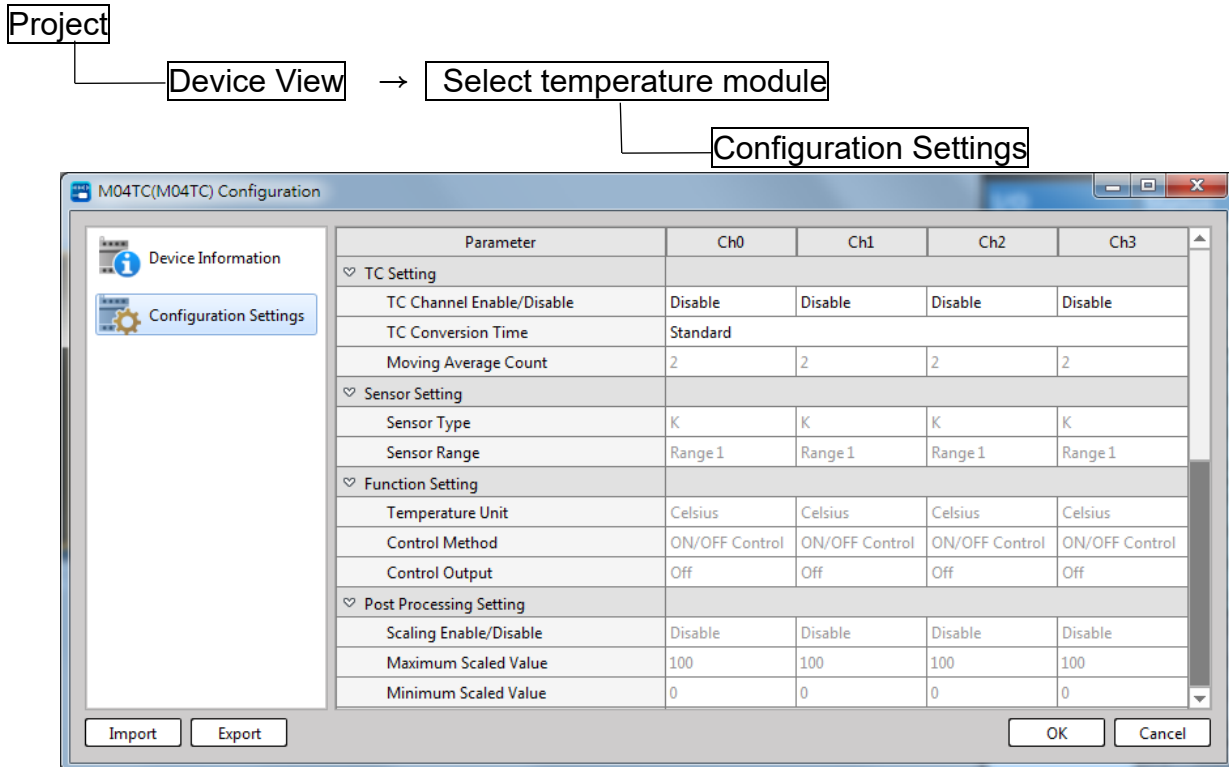 Project
Device View → Select temperature module
Configuration Settings
M04TC(M04TC) Configuration
Device Information
Configuration Settings
Parameter Ch0 Ch1 Ch2 Ch3
TC Setting
TC Channel Enable/Disable Disable Disable Disable Disable
TC Conversion Time Standard
Moving Average Count 2 2 2 2
Sensor Setting
Sensor Type K K K K
Sensor Range Range 1 Range 1 Range 1 Range 1
Function Setting
Temperature Unit Celsius Celsius Celsius Celsius
Control Method ON/OFF Control ON/OFF Control ON/OFF Control ON/OFF Control
Control Output Off Off Off Off
Post Processing Setting
Scaling Enable/Disable Disable Disable Disable Disable
Maximum Scaled Value 100 100 100 100
Minimum Scaled Value 0 0 0 0
Import Export OK Cancel